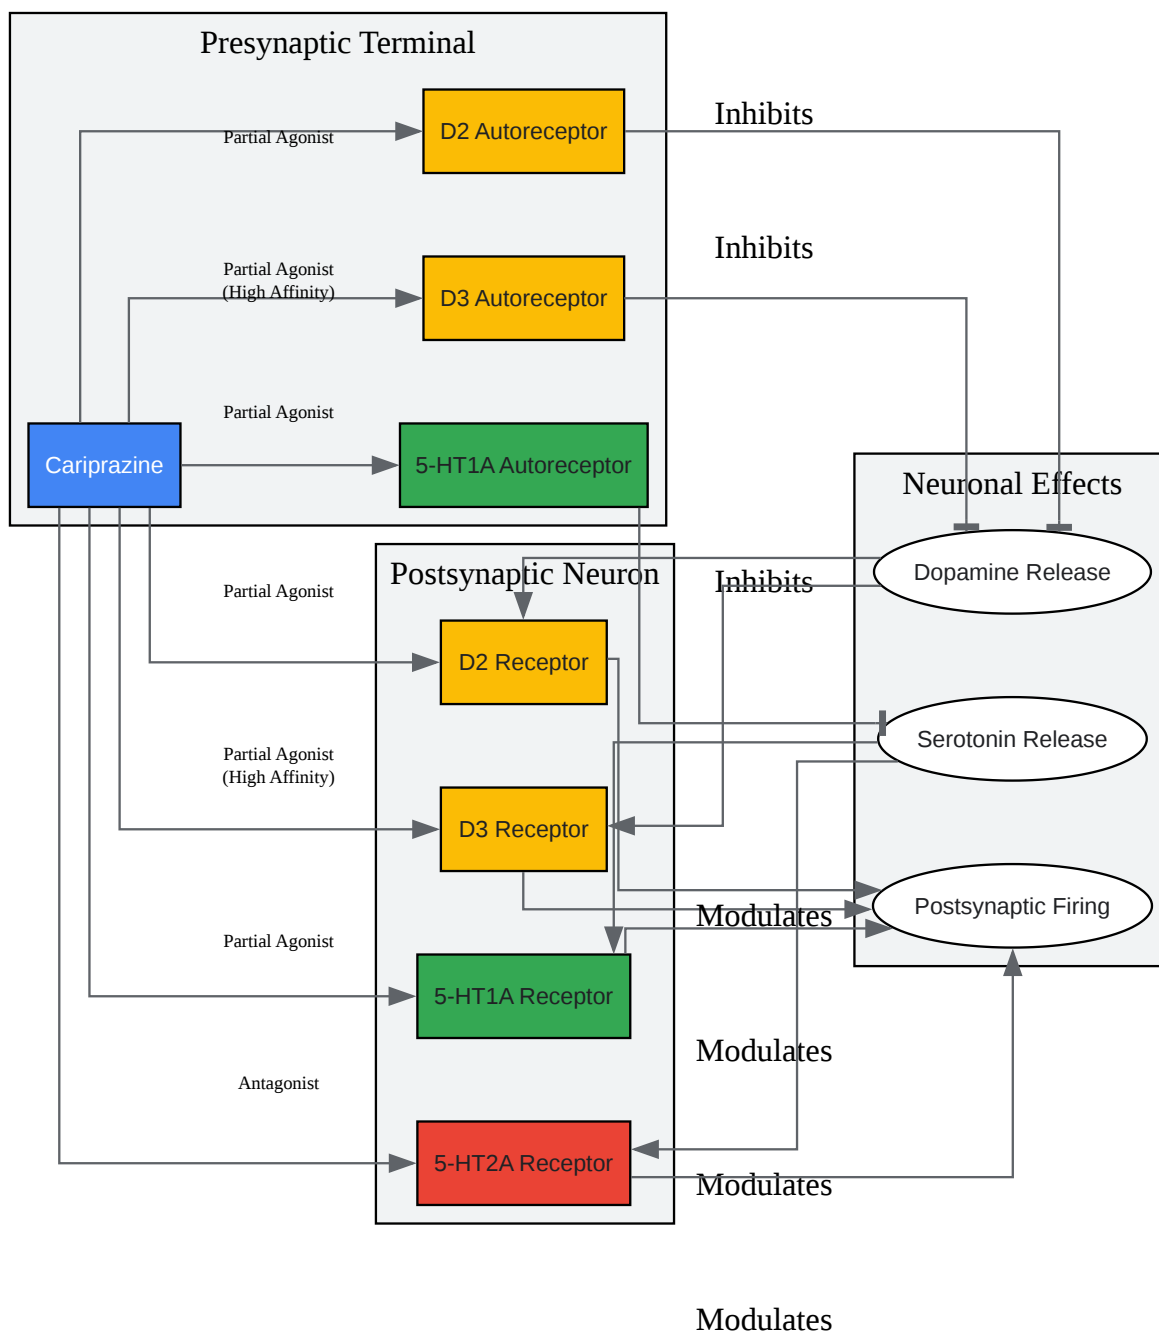 Presynaptic Terminal
D2 Autoreceptor
Inhibits
Partial Agonist
D3 Autoreceptor
Inhibits
Partial Agonist
(High Affinity)
Partial Agonist
Cariprazine
5-HT1A Autoreceptor
Neuronal Effects
Postsynaptic Neuron
Inhibits
Dopamine Release
Partial Agonist
D2 Receptor
Serotonin Release
Partial Agonist
(High Affinity)
D3 Receptor
Modulates
Postsynaptic Firing
Partial Agonist
5-HT1A Receptor
Modulates
Antagonist
5-HT2A Receptor
Modulates
Modulates